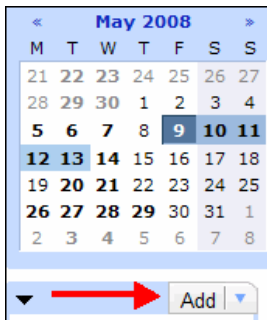 « May 2008 »
M T W T F S S
21 22 23 24 25 26 27
28 29 30 1 2 3 4
5 6 7 8 9 10 11
12 13 14 15 16 17 18
19 20 21 22 23 24 25
26 27 28 29 30 31 1
2 3 4 5 6 7 8
Add